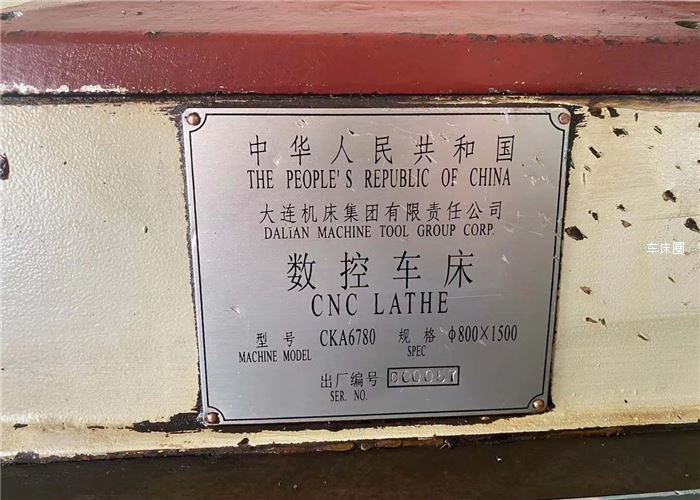 中华人民共和国
THE PEOPLE'S REPUBLIC OF CHINA
大连机床集团有限责任公司
DALIAN MACHINE TOOL GROUP CORP.
数控车床
CNC LATHE
型号 CKA6780 规格 φ800×1500
MACHINE MODEL SPEC
出厂编号
SER. NO.
车床圈